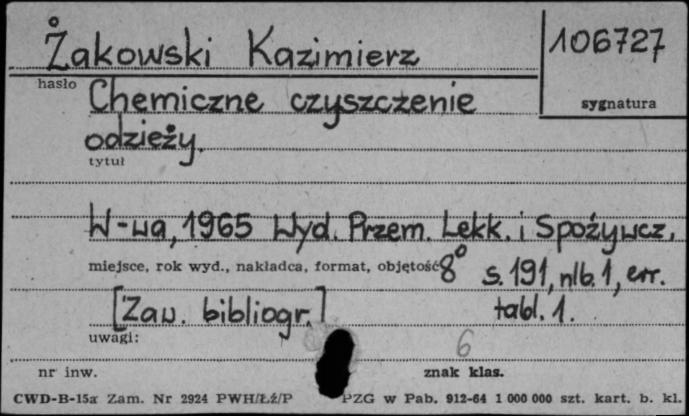 Żakowski Kazimierz
106727
hasło
sygnatura
Chemiczne czyszczenie
odzieży.
tytuł
W-wa, 1965 Wyd. Przem. Lekk. i Spożywcz.
miejsce, rok wyd., nakładca, format, objętość 8° s. 191, nlb. 1, err.
[Zaw. bibliogr.] tabl. 1.
uwagi:
6
nr inw. znak klas.
CWD-B-15a Zam. Nr 2924 PWH/Łź/P PZG w Pab. 912-64 1 000 000 szt. kart. b. kl.